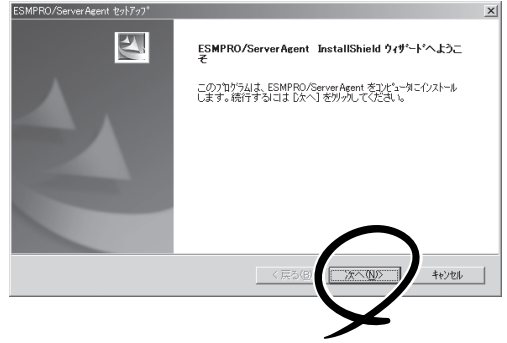 ESMPRO/ServerAgent セットアップ
ESMPRO/ServerAgent InstallShield ウィザードへようこ
そ
このプログラムは、ESMPRO/ServerAgent をコンピュータにインストール
します。続行するには [次へ] をクリックしてください。
< 戻る(B) 次へ(N)> キャンセル